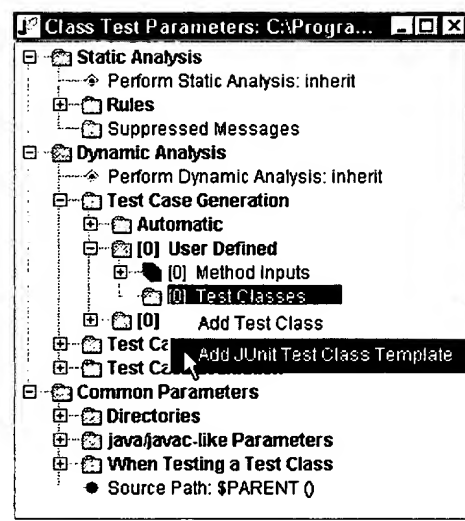 Class Test Parameters: C:\Progra...
Static Analysis
Perform Static Analysis: inherit
Rules
Suppressed Messages
Dynamic Analysis
Perform Dynamic Analysis: inherit
Test Case Generation
Automatic
[0] User Defined
[0] Method Inputs
[0] Test Classes
[0] Add Test Class
Test Ca Add JUnit Test Class Template
Test Ca
Common Parameters
Directories
java/javac-like Parameters
When Testing a Test Class
Source Path: $PARENT ()